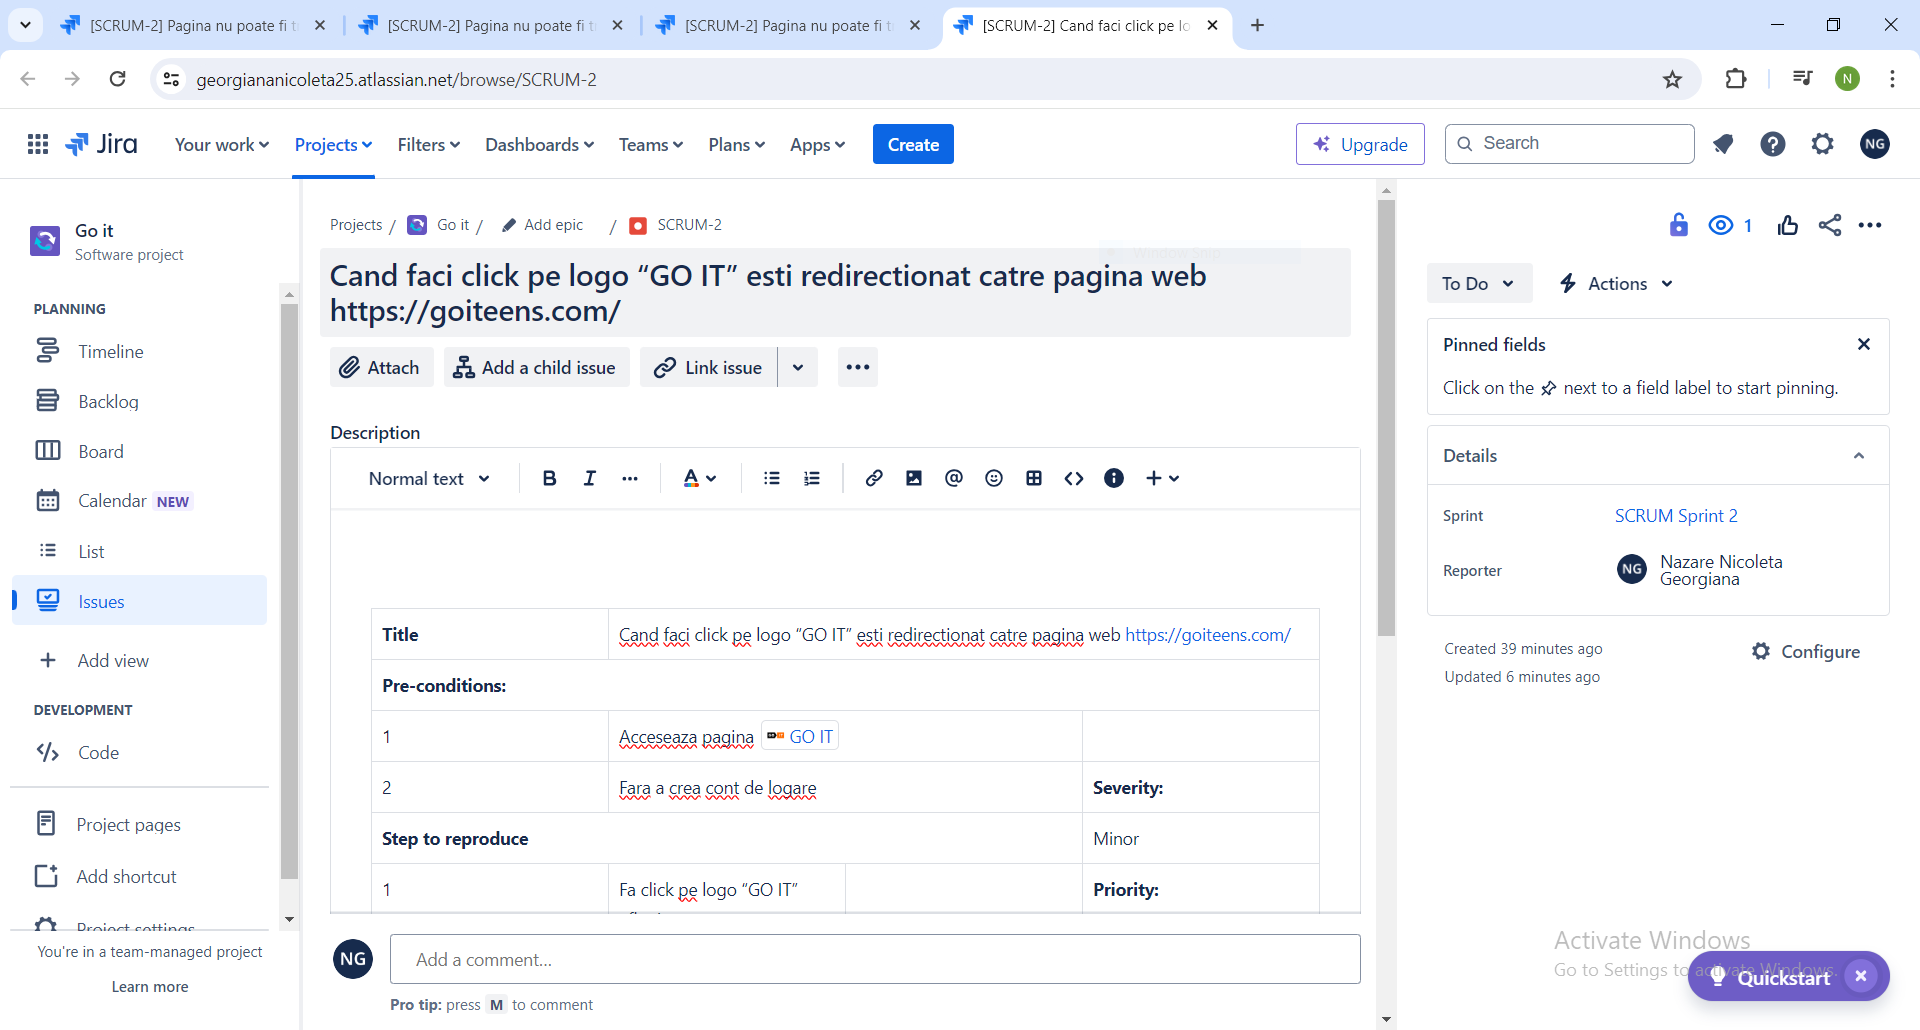 [SCRUM-2] Pagina nu poate fi t
[SCRUM-2] Pagina nu poate fi t
[SCRUM-2] Pagina nu poate fi t
[SCRUM-2] Cand faci click pe lo
georgiananicoleta25.atlassian.net/browse/SCRUM-2
N
Jira
Your work
Projects
Filters
Dashboards
Teams
Plans
Apps
Create
Upgrade
Search
NG
Go it
Software project
PLANNING
Timeline
Backlog
Board
Calendar NEW
List
Issues
Add view
DEVELOPMENT
Code
Project pages
Add shortcut
Project settings
You're in a team-managed project
Learn more
Projects / Go it / Add epic / SCRUM-2
Window Snip
Cand faci click pe logo “GO IT” esti redirectionat catre pagina web
https://goiteens.com/
Attach
Add a child issue
Link issue
Description
Normal text
Title
Cand faci click pe logo “GO IT” esti redirectionat catre pagina web https://goiteens.com/
Pre-conditions:
1
Acceseaza pagina GO IT
2
Fara a crea cont de logare
Severity:
Step to reproduce
Minor
1
Fa click pe logo “GO IT”
Priority:
NG
Add a comment...
Pro tip: press M to comment
1
To Do
Actions
Pinned fields
Click on the next to a field label to start pinning.
Details
Sprint
SCRUM Sprint 2
Reporter
NG
Nazare Nicoleta
Georgiana
Created 39 minutes ago
Updated 6 minutes ago
Configure
Activate Windows
Go to Settings to activate Windows.
Quickstart